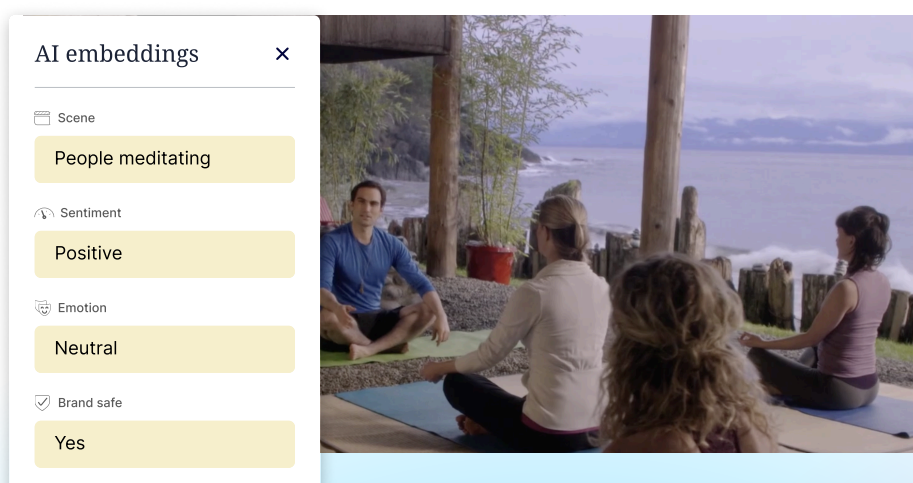 AI embeddings
Scene
People meditating
Sentiment
Positive
Emotion
Neutral
Brand safe
Yes